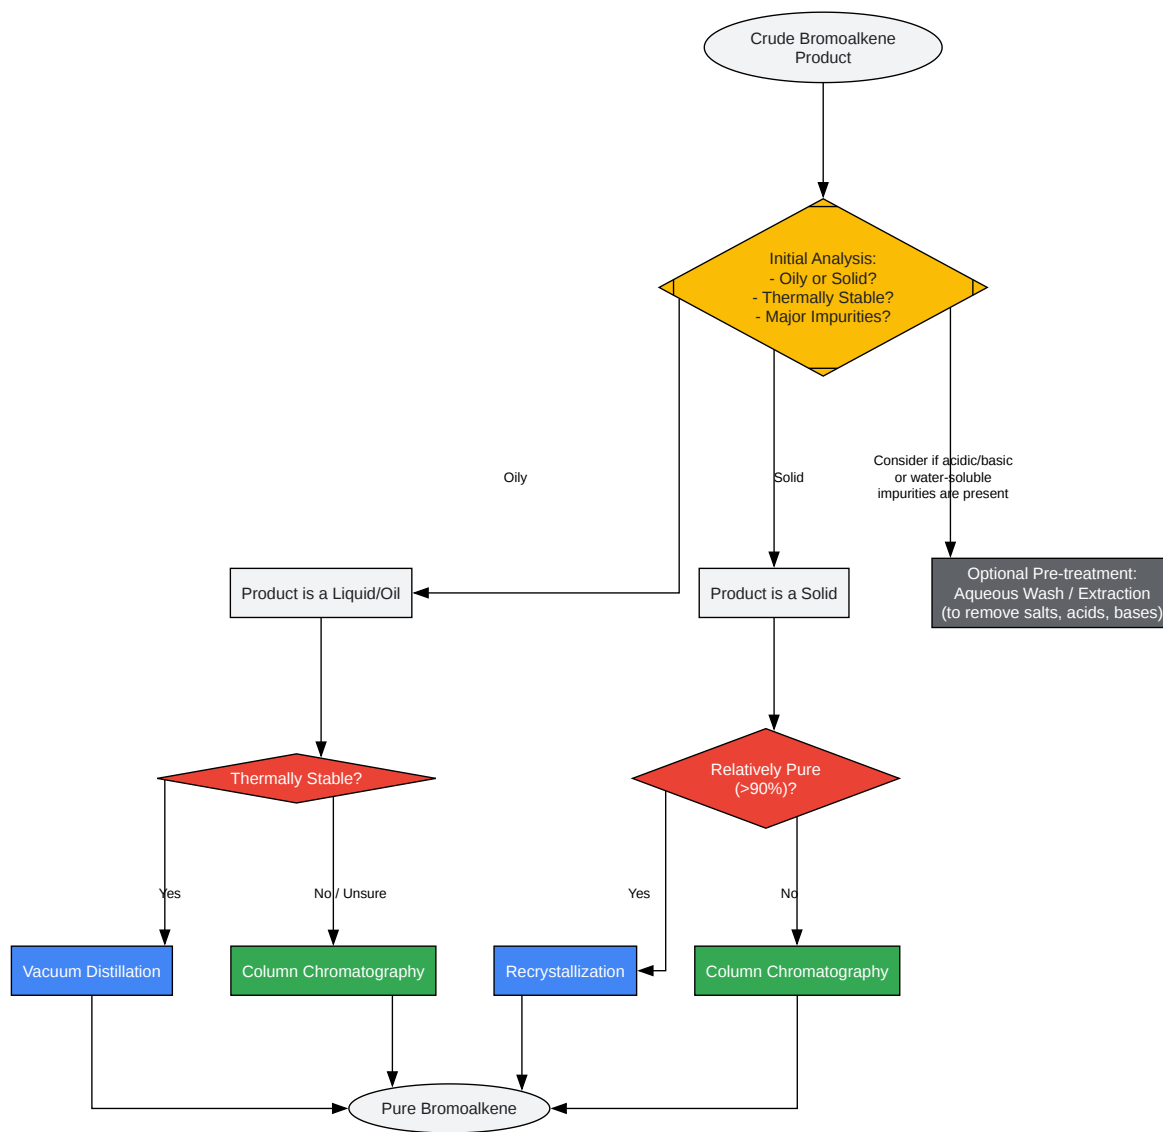 Crude Bromoalkene
Product
Initial Analysis:
- Oily or Solid?
- Thermally Stable?
- Major Impurities?
Oily
Solid
Consider if acidic/basic
or water-soluble
impurities are present
Product is a Liquid/Oil
Product is a Solid
Optional Pre-treatment:
Aqueous Wash / Extraction
(to remove salts, acids, bases)
Thermally Stable?
Relatively Pure
(>90%)?
Yes
No / Unsure
Yes
No
Vacuum Distillation
Column Chromatography
Recrystallization
Column Chromatography
Pure Bromoalkene